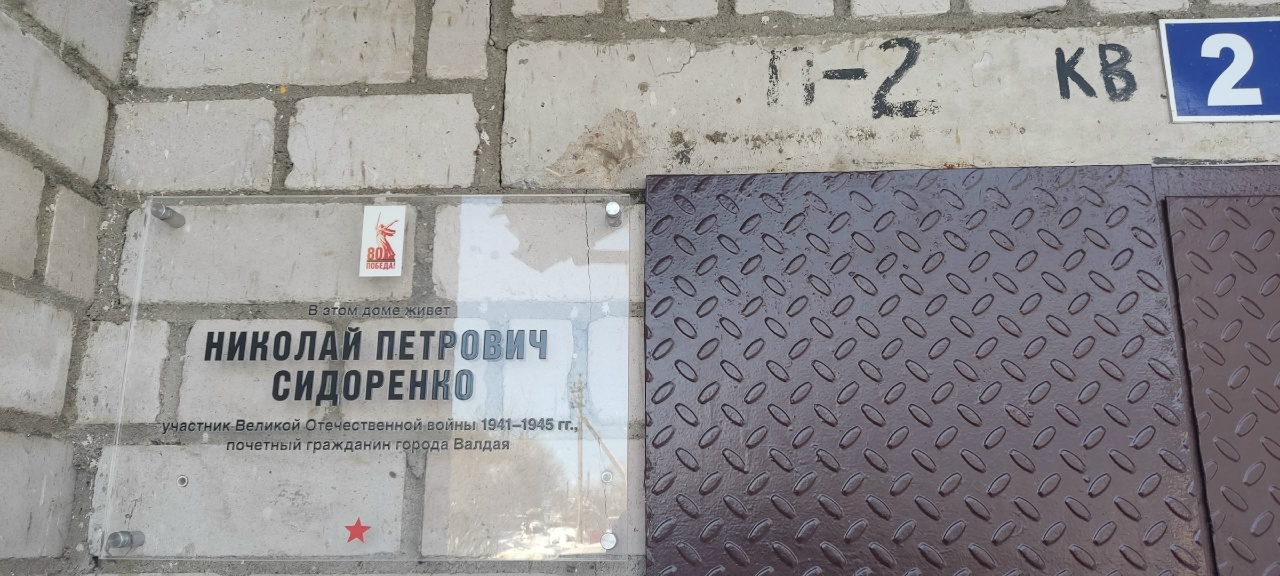 П-2
КВ
2
80
ПОБЕДА!
В этом доме живет
НИКОЛАЙ ПЕТРОВИЧ
СИДОРЕНКО
участник Великой Отечественной войны 1941–1945 гг.,
почетный гражданин города Валдая